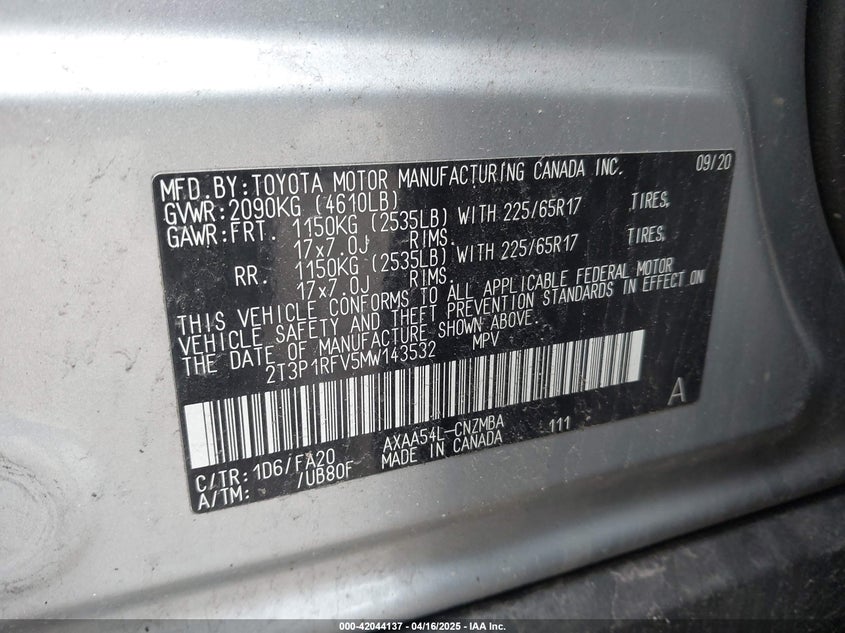 MFD. BY: TOYOTA MOTOR MANUFACTURING CANADA INC. 09/20
GVWR: 2090KG (4610LB)
GAWR: FRT. 1150KG (2535LB) WITH 225/65R17 TIRES,
17x7.0J RIMS.
RR. 1150KG (2535LB) WITH 225/65R17 TIRES,
17x7.0J RIMS.
THIS VEHICLE CONFORMS TO ALL APPLICABLE FEDERAL MOTOR
VEHICLE SAFETY AND THEFT PREVENTION STANDARDS IN EFFECT ON
THE DATE OF MANUFACTURE SHOWN ABOVE.
2T3P1RFV5MW143532 MPV
A
AXAA54L-CNZMBA 111
C/TR: 1D6/FA20 MADE IN CANADA
A/TM: /UB80F
000-42044137 - 04/16/2025 - IAA Inc.